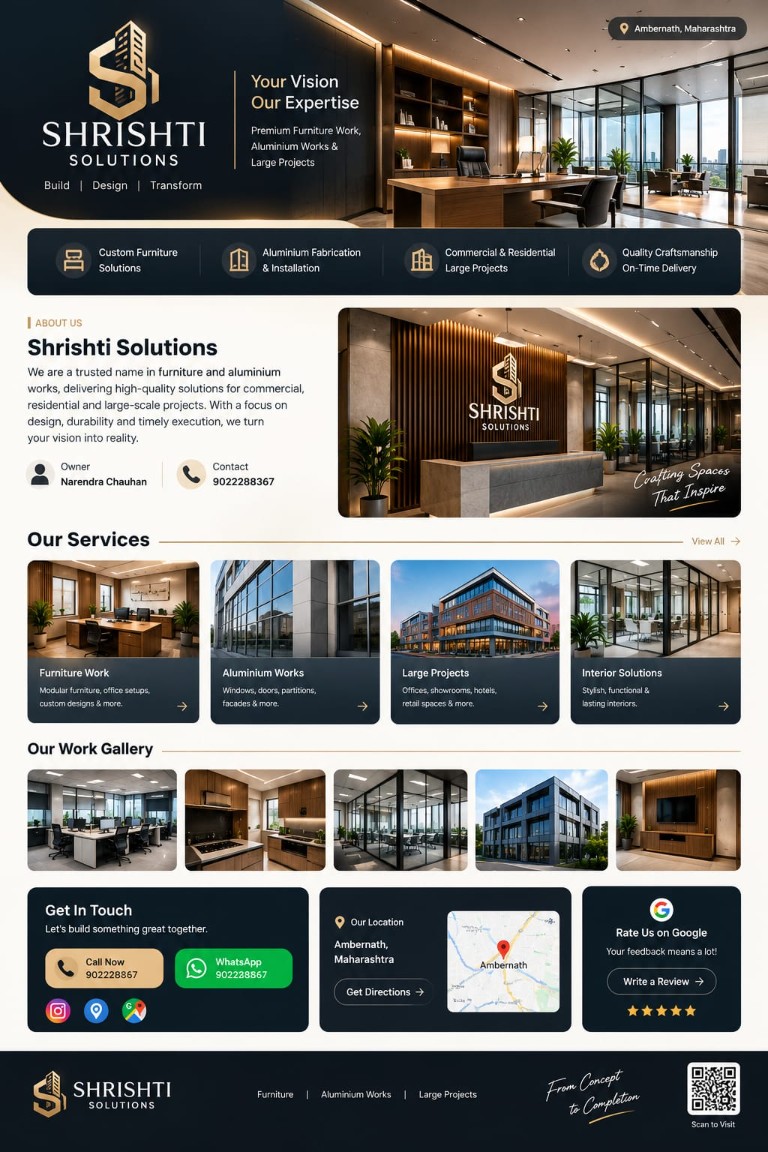 Ambernath, Maharashtra
SHRISHTI
SOLUTIONS
Build | Design | Transform
Your Vision
Our Expertise
Premium Furniture Work,
Aluminium Works &
Large Projects
Custom Furniture
Solutions
Aluminium Fabrication
& Installation
Commercial & Residential
Large Projects
Quality Craftsmanship
On-Time Delivery
ABOUT US
Shrishti Solutions
We are a trusted name in furniture and aluminium
works, delivering high-quality solutions for commercial,
residential and large-scale projects. With a focus on
design, durability and timely execution, we turn
your vision into reality.
Owner
Narendra Chauhan
Contact
9022288367
SHRISHTI
SOLUTIONS
Crafting Spaces
That Inspire
Our Services
View All →
Furniture Work
Modular furniture, office setups,
custom designs & more.
→
Aluminium Works
Windows, doors, partitions,
facades & more.
→
Large Projects
Offices, showrooms, hotels,
retail spaces & more.
→
Interior Solutions
Stylish, functional &
lasting interiors.
→
Our Work Gallery
Get In Touch
Let's build something great together.
Call Now
902228867
WhatsApp
Our Location
Ambernath,
Maharashtra
Get Directions →
Ambernath
Rate Us on Google
Your feedback means a lot!
Write a Review →
SHRISHTI
SOLUTIONS
Furniture | Aluminium Works | Large Projects
From Concept
to Completion
Scan to Visit